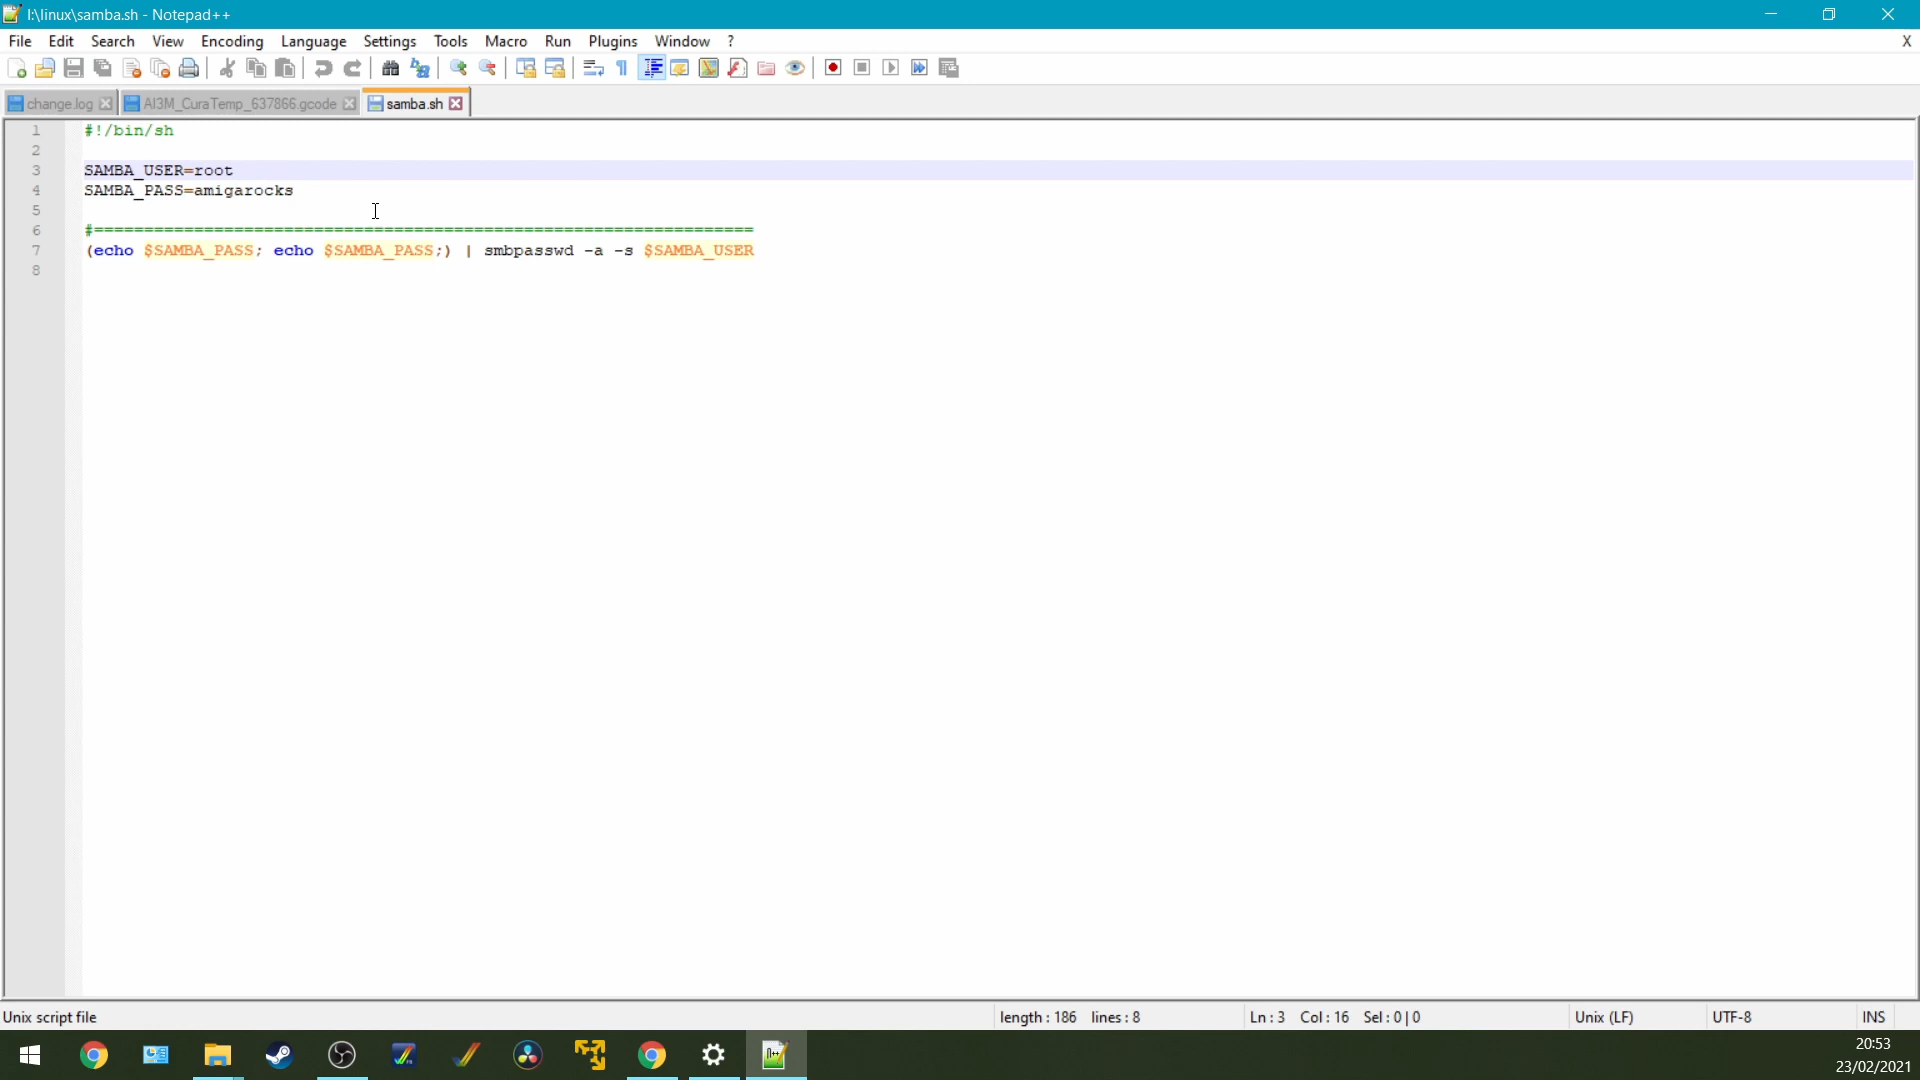 I:\linux\samba.sh - Notepad++
File Edit Search View Encoding Language Settings Tools Macro Run Plugins Window ? X
change.log AI3M_CuraTemp_637866.gcode samba.sh
1 #!/bin/sh
2
3 SAMBA_USER=root
4 SAMBA_PASS=amigarocks
5
6 #==================================================================
7 (echo $SAMBA_PASS; echo $SAMBA_PASS;) | smbpasswd -a -s $SAMBA_USER
8
Unix script file length : 186 lines : 8 Ln : 3 Col : 16 Sel : 0 | 0 Unix (LF) UTF-8 INS
20:53
23/02/2021